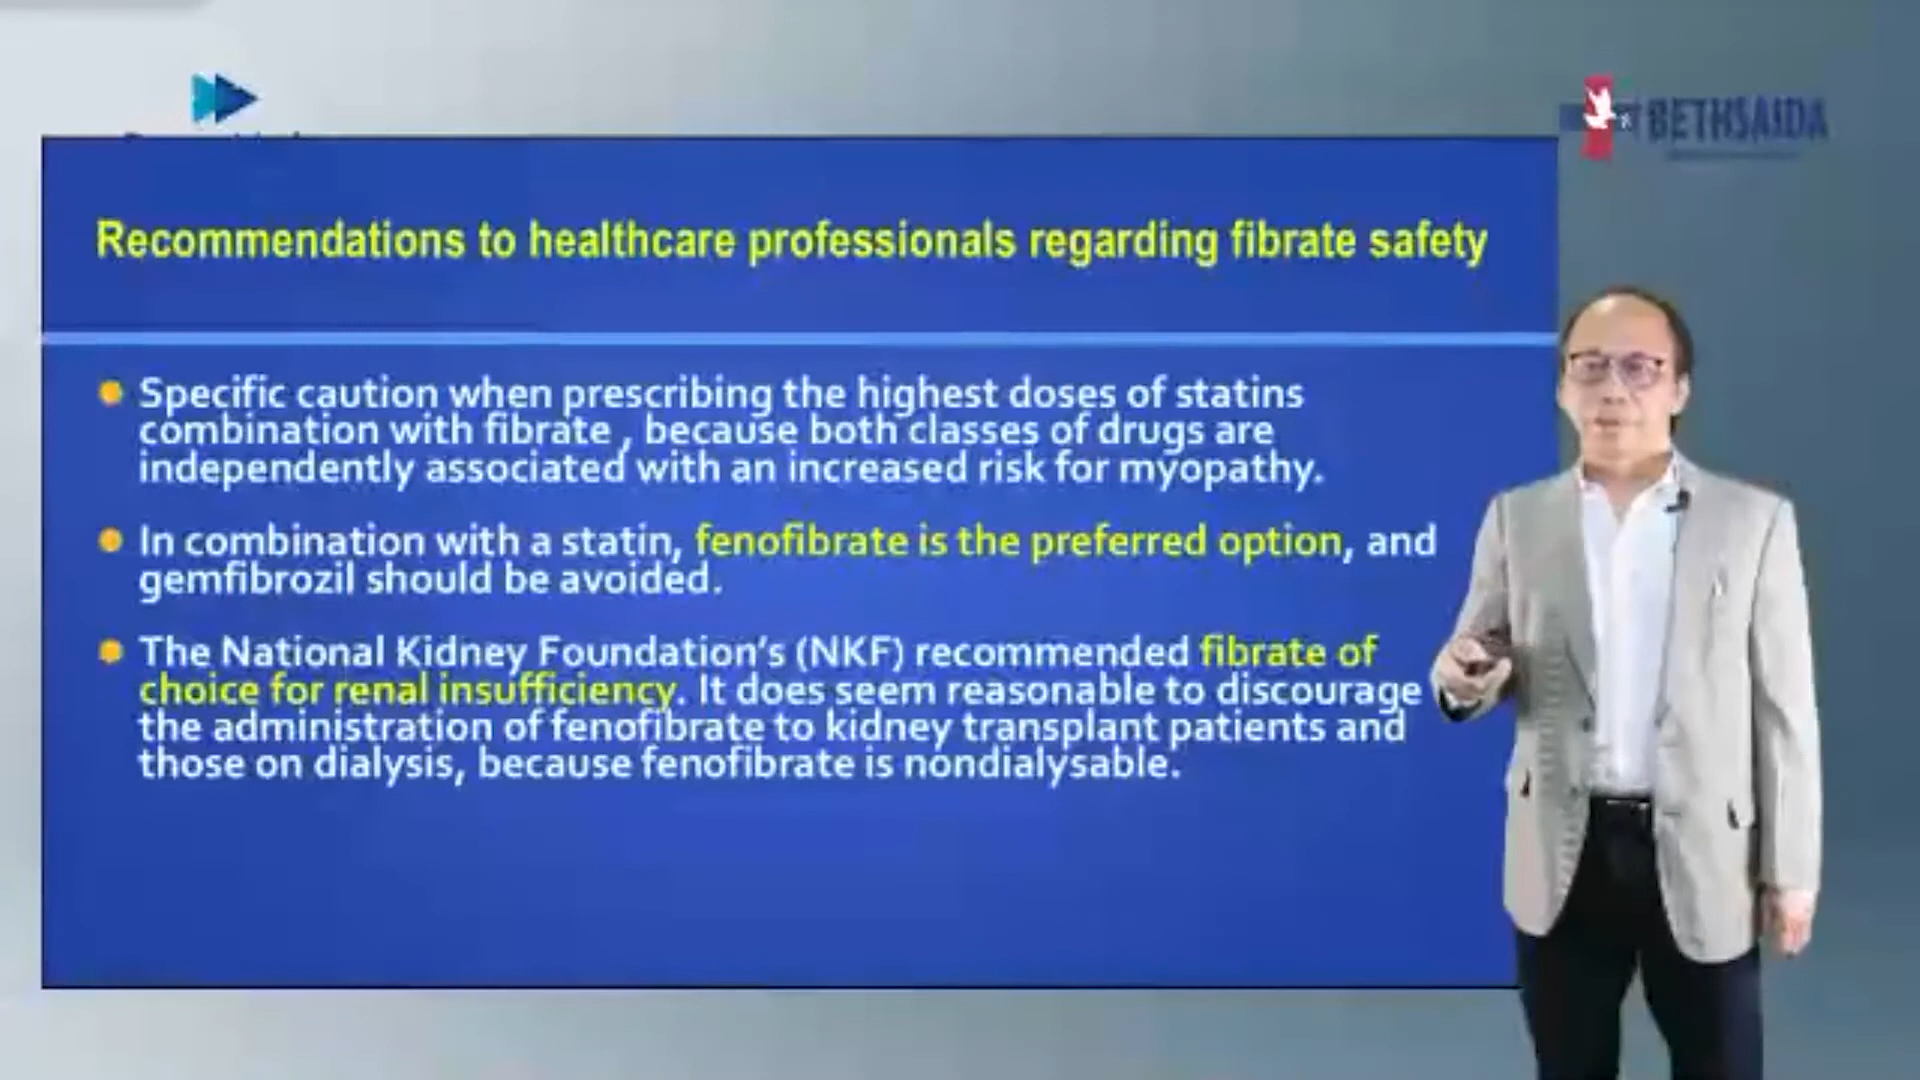 BETHSAIDA
Recommendations to healthcare professionals regarding fibrate safety
Specific caution when prescribing the highest doses of statins
combination with fibrate , because both classes of drugs are
independently associated with an increased risk for myopathy.
In combination with a statin, fenofibrate is the preferred option, and
gemfibrozil should be avoided.
The National Kidney Foundation's (NKF) recommended fibrate of
choice for renal insufficiency. It does seem reasonable to discourage
the administration of fenofibrate to kidney transplant patients and
those on dialysis, because fenofibrate is nondialysable.